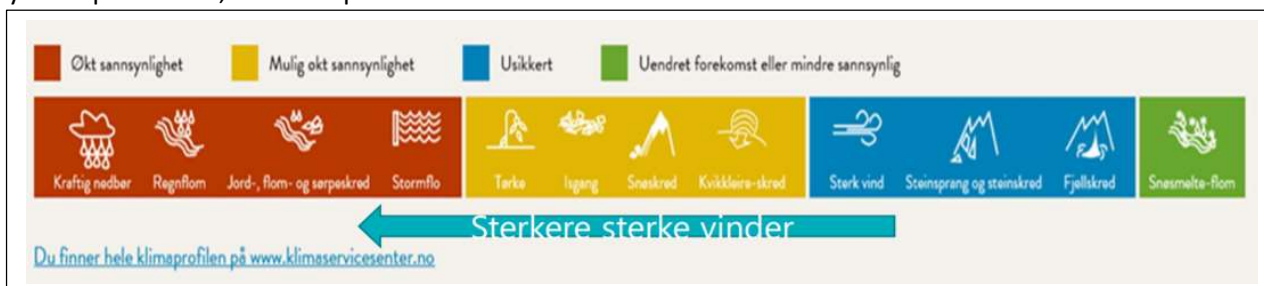 Økt sannsynlighet Mulig økt sannsynlighet Usikkert Uendret forekomst eller mindre sannsynlig
Kraftig nedbør Regnflom Jord-, flom- og sørpeskred Stormflo Tørke Isgang Snøskred Kvikkleire-skred Sterk vind Steinsprang og steinskred Fjellskred Snøsmelte-flom
Sterkere sterke vinder
Du finner hele klimaprofilen på www.klimaservicesenter.no